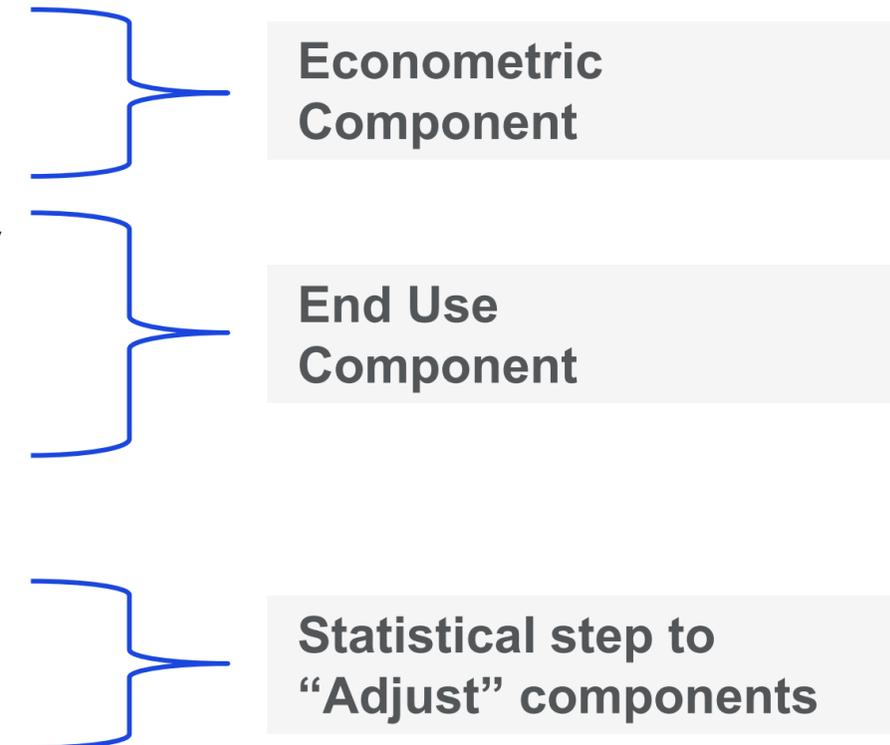 Econometric
Component
End Use
Component
Statistical step to
“Adjust” components